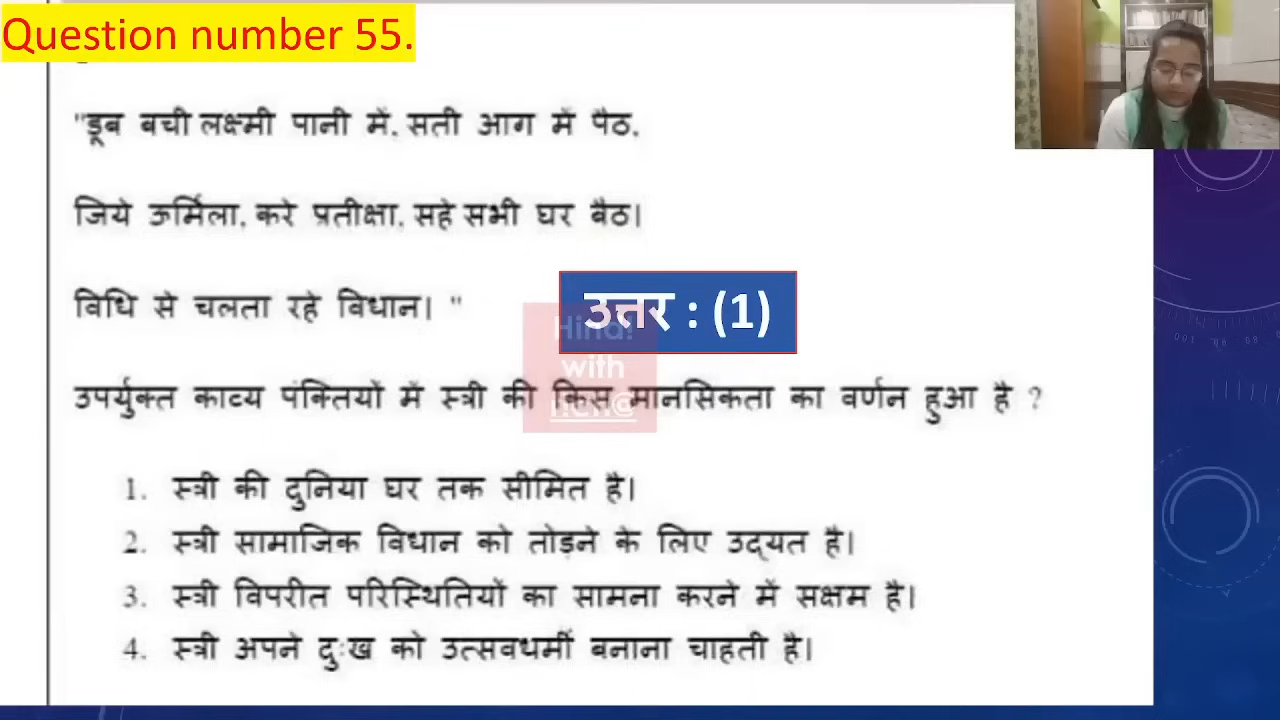 Question number 55.
"डूब बची लक्ष्मी पानी में, सती आग में पैठ,
जिये ऊर्मिला, करे प्रतीक्षा, सहे सभी घर बैठ।
विधि से चलता रहे विधान। "
उत्तर : (1)
Hindi
with
उपर्युक्त काव्य पंक्तियों में स्त्री की किस मानसिकता का वर्णन हुआ है ?
1. स्त्री की दुनिया घर तक सीमित है।
2. स्त्री सामाजिक विधान को तोड़ने के लिए उद्यत है।
3. स्त्री विपरीत परिस्थितियों का सामना करने में सक्षम है।
4. स्त्री अपने दुःख को उत्सवधर्मी बनाना चाहती है।